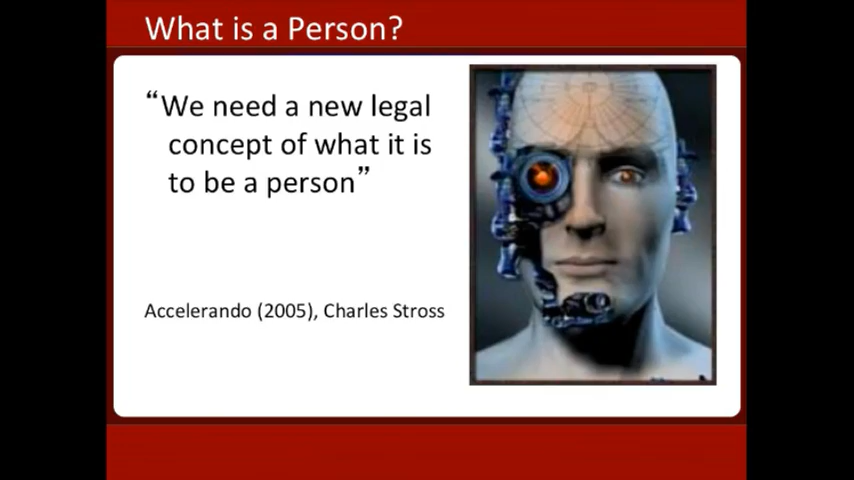 What is a Person?
“We need a new legal
concept of what it is
to be a person”
Accelerando (2005), Charles Stross